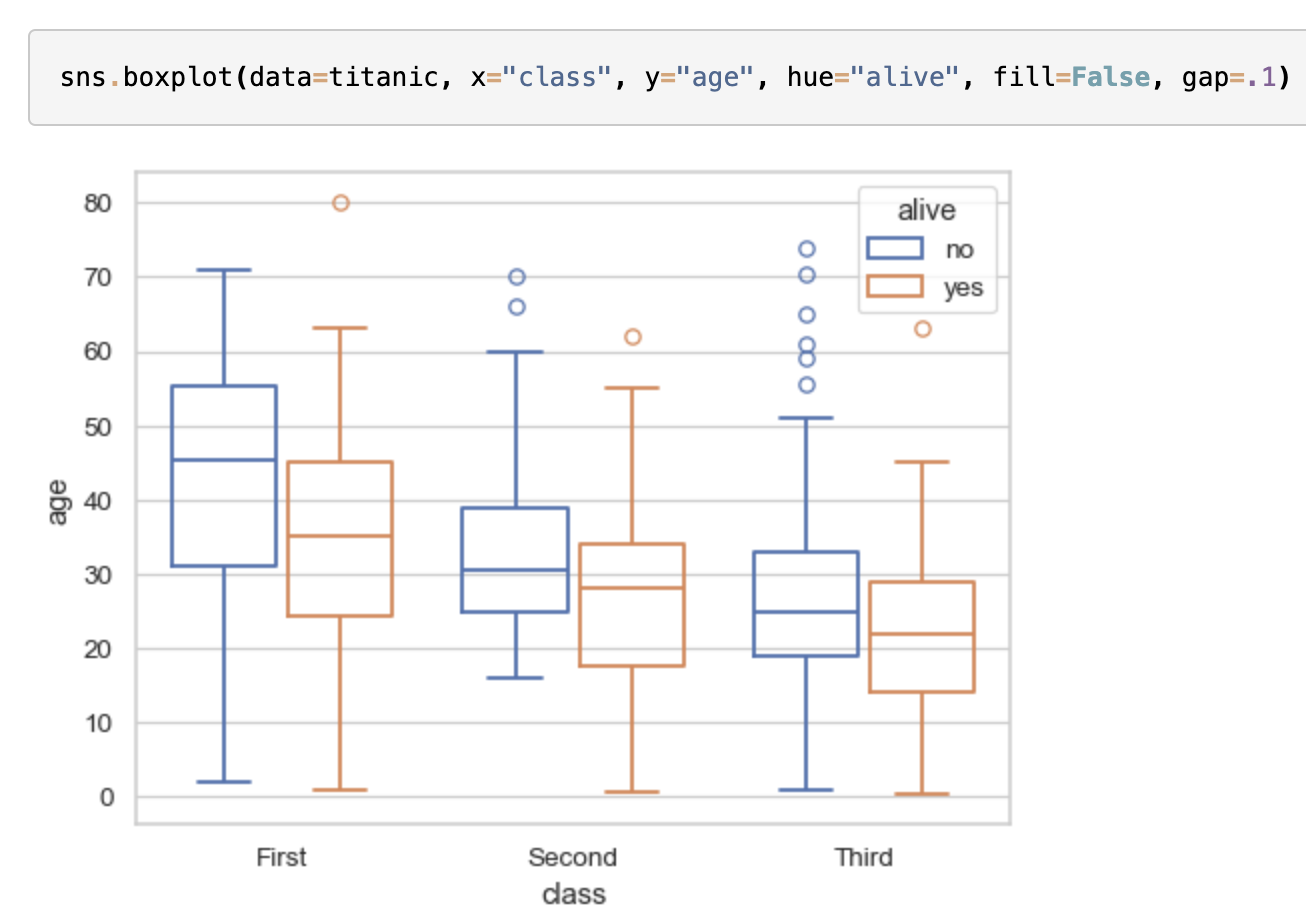 sns.boxplot(data=titanic, x="class", y="age", hue="alive", fill=False, gap=.1)
alive
no
yes
80
70
60
50
40
30
20
10
0
age
First Second Third
class